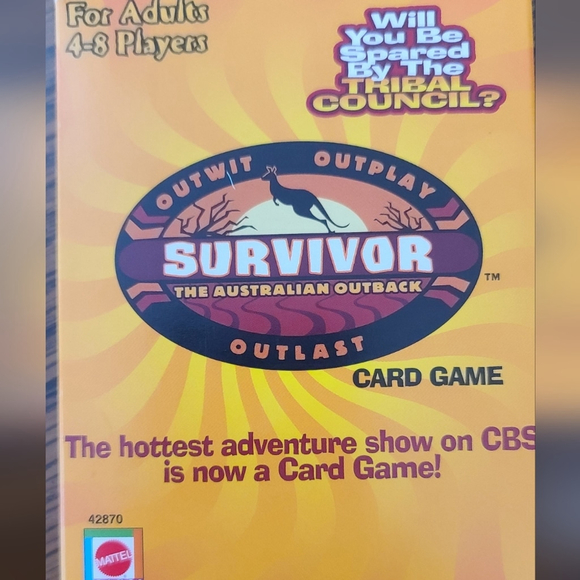 For Adults
4-8 Players
Will
You Be
Spared
By The
TRIBAL
COUNCIL?
OUTWIT OUTPLAY
SURVIVOR
THE AUSTRALIAN OUTBACK
OUTLAST
TM
CARD GAME
The hottest adventure show on CBS
is now a Card Game!
42870
MATTEL